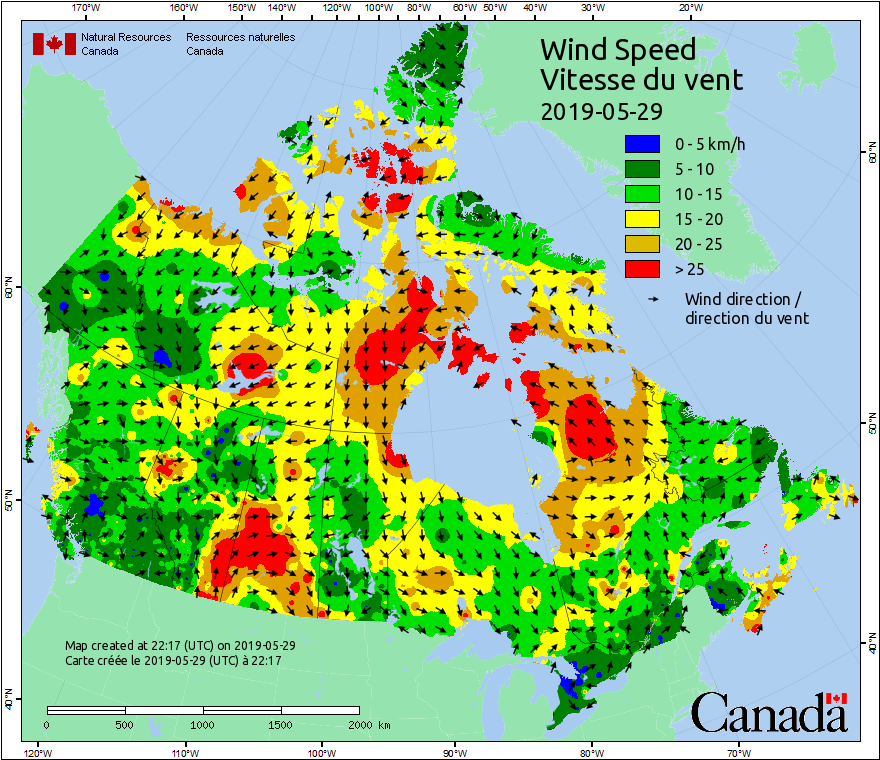 170°W 160°W 150°W 140°W 130°W 120°W 110°W 100°W 90°W 80°W 70°W 60°W 50°W 40°W 30°W 20°W
Natural Resources Ressources naturelles
Canada Canada
Wind Speed
Vitesse du vent
2019-05-29
0 - 5 km/h
5 - 10
10 - 15
15 - 20
20 - 25
> 25
Wind direction /
direction du vent
60°N 60°N
50°N 50°N
40°N 40°N
Map created at 22:17 (UTC) on 2019-05-29
Carte créée le 2019-05-29 (UTC) à 22:17
0 500 1000 1500 2000 km
Canada
120°W 110°W 100°W 90°W 80°W 70°W